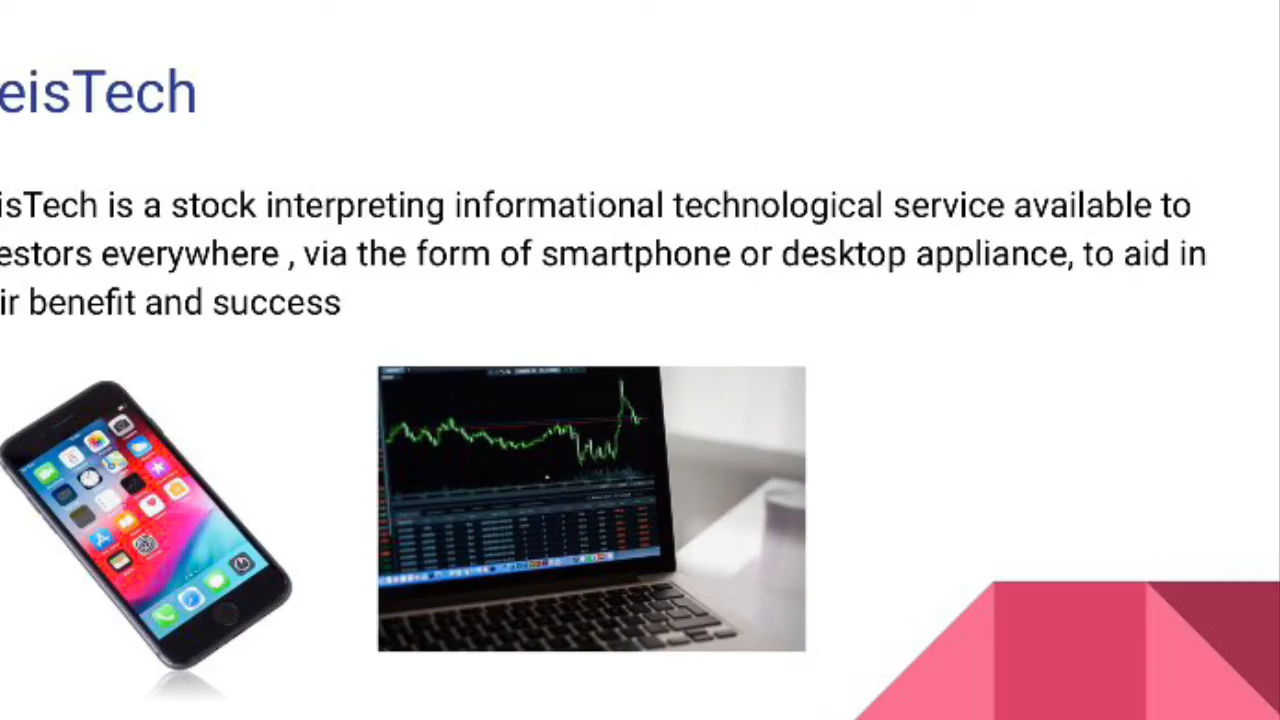 eisTech
isTech is a stock interpreting informational technological service available to
estors everywhere , via the form of smartphone or desktop appliance, to aid in
ir benefit and success